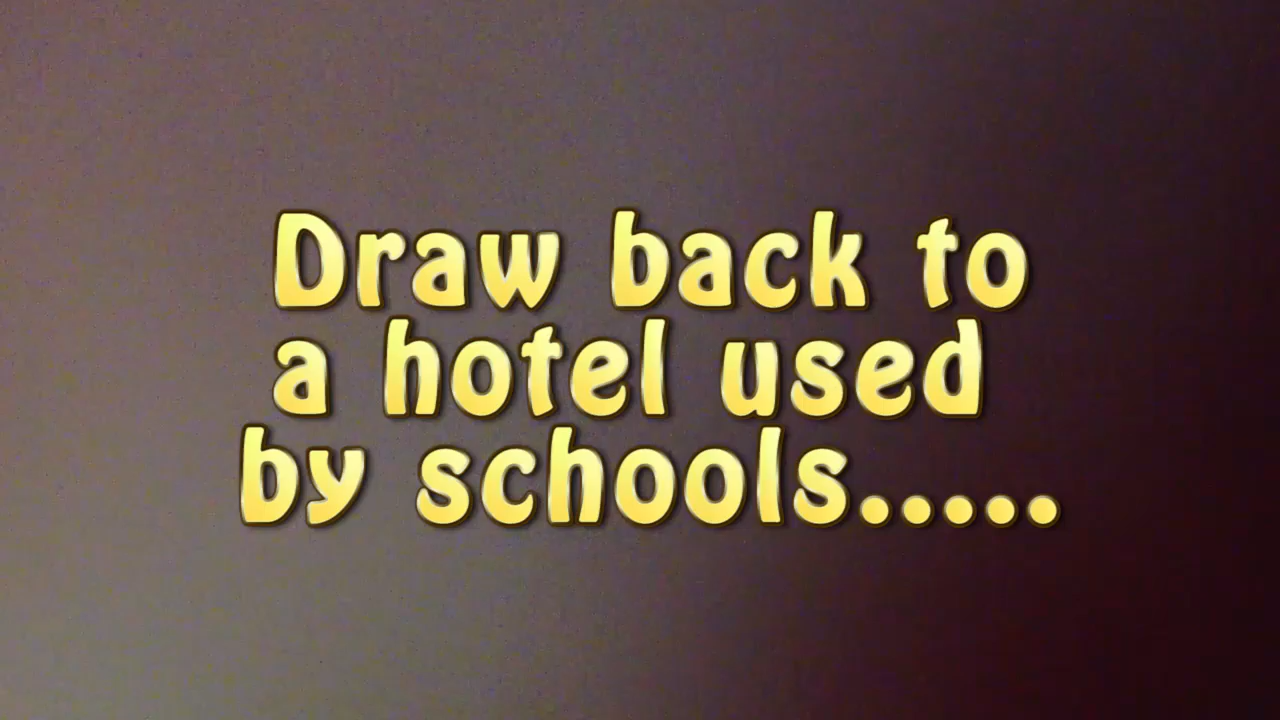 Draw back to
a hotel used
by schools.....